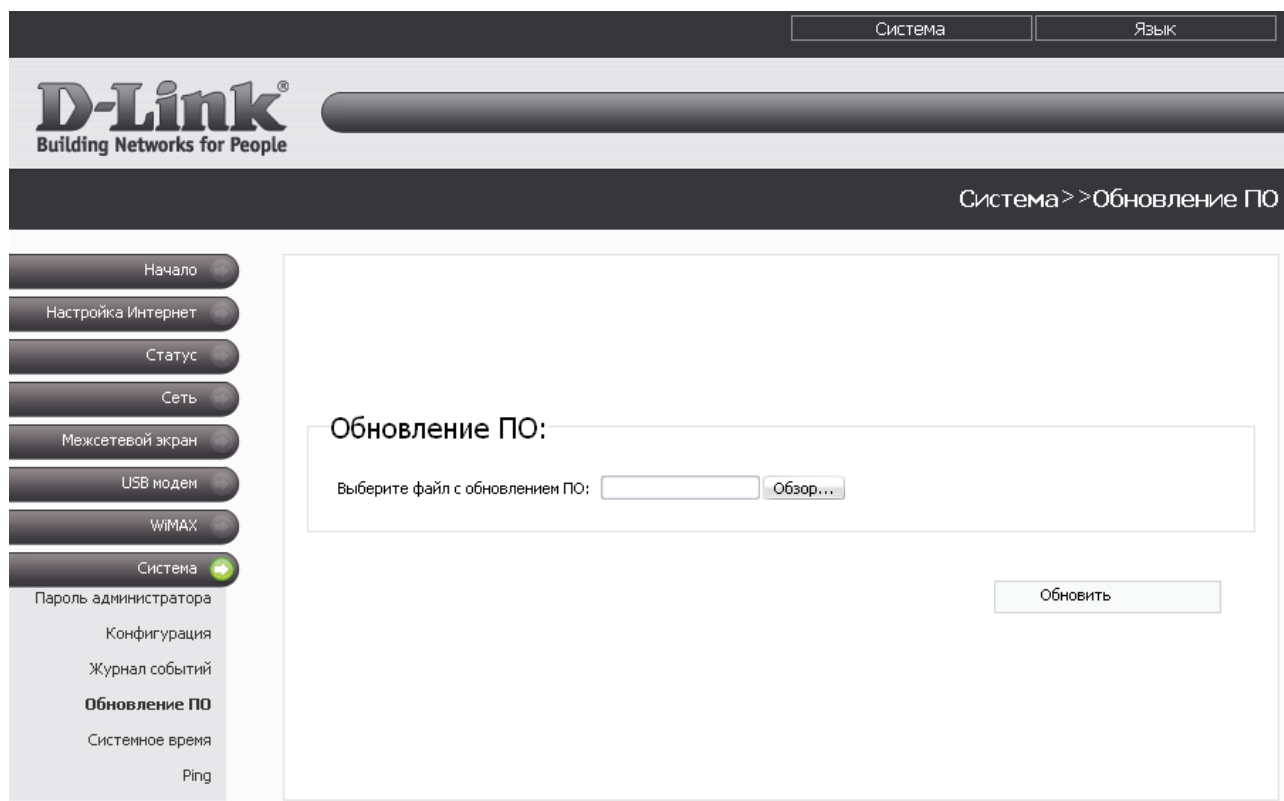 Система Язык
D-Link®
Building Networks for People
Система>>Обновление ПО
Начало
Настройка Интернет
Статус
Сеть
Межсетевой экран
USB модем
WiMAX
Система
Пароль администратора
Конфигурация
Журнал событий
Обновление ПО
Системное время
Ping
Обновление ПО:
Выберите файл с обновлением ПО: Обзор...
Обновить